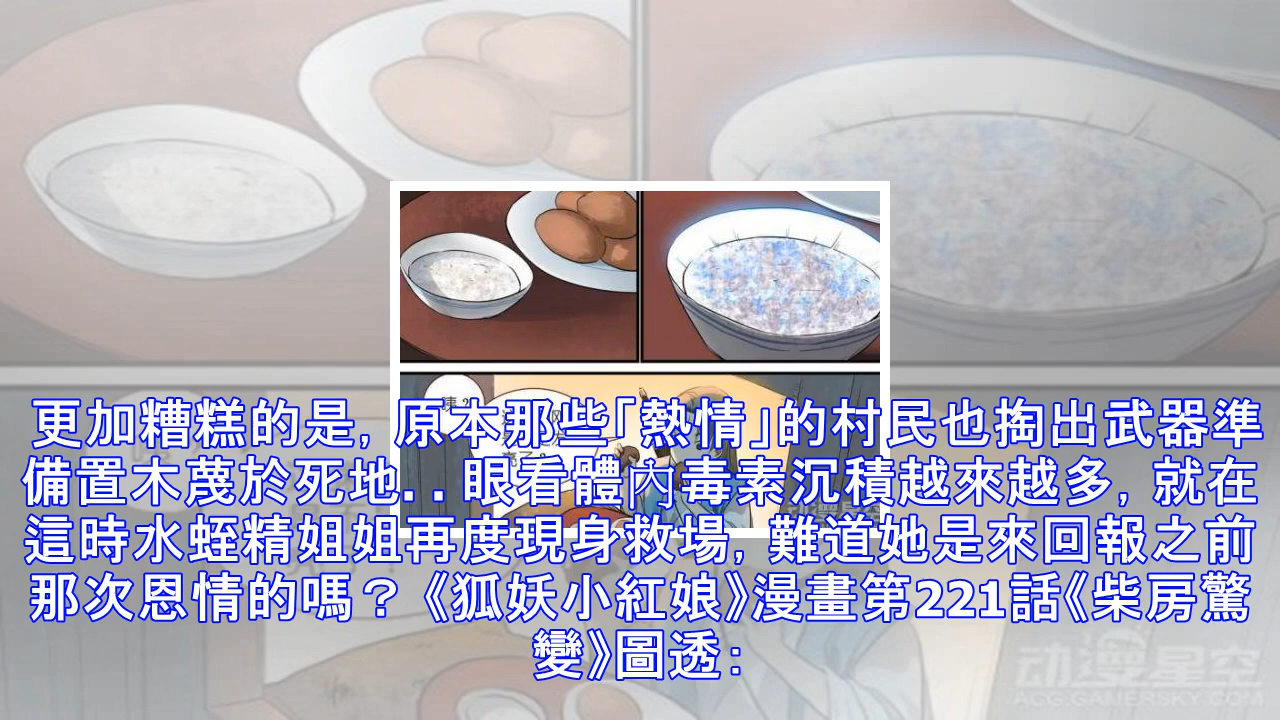 更加糟糕的是, 原本那些「熱情」的村民也掏出武器準
備置木蔑於死地. . 眼看體內毒素沉積越來越多, 就在
這時水蛭精姐姐再度現身救場, 難道她是來回報之前
那次恩情的嗎？《狐妖小紅娘》漫畫第221話《柴房驚
變》圖透:
动漫星空
ACG.GAMERSKY.COM